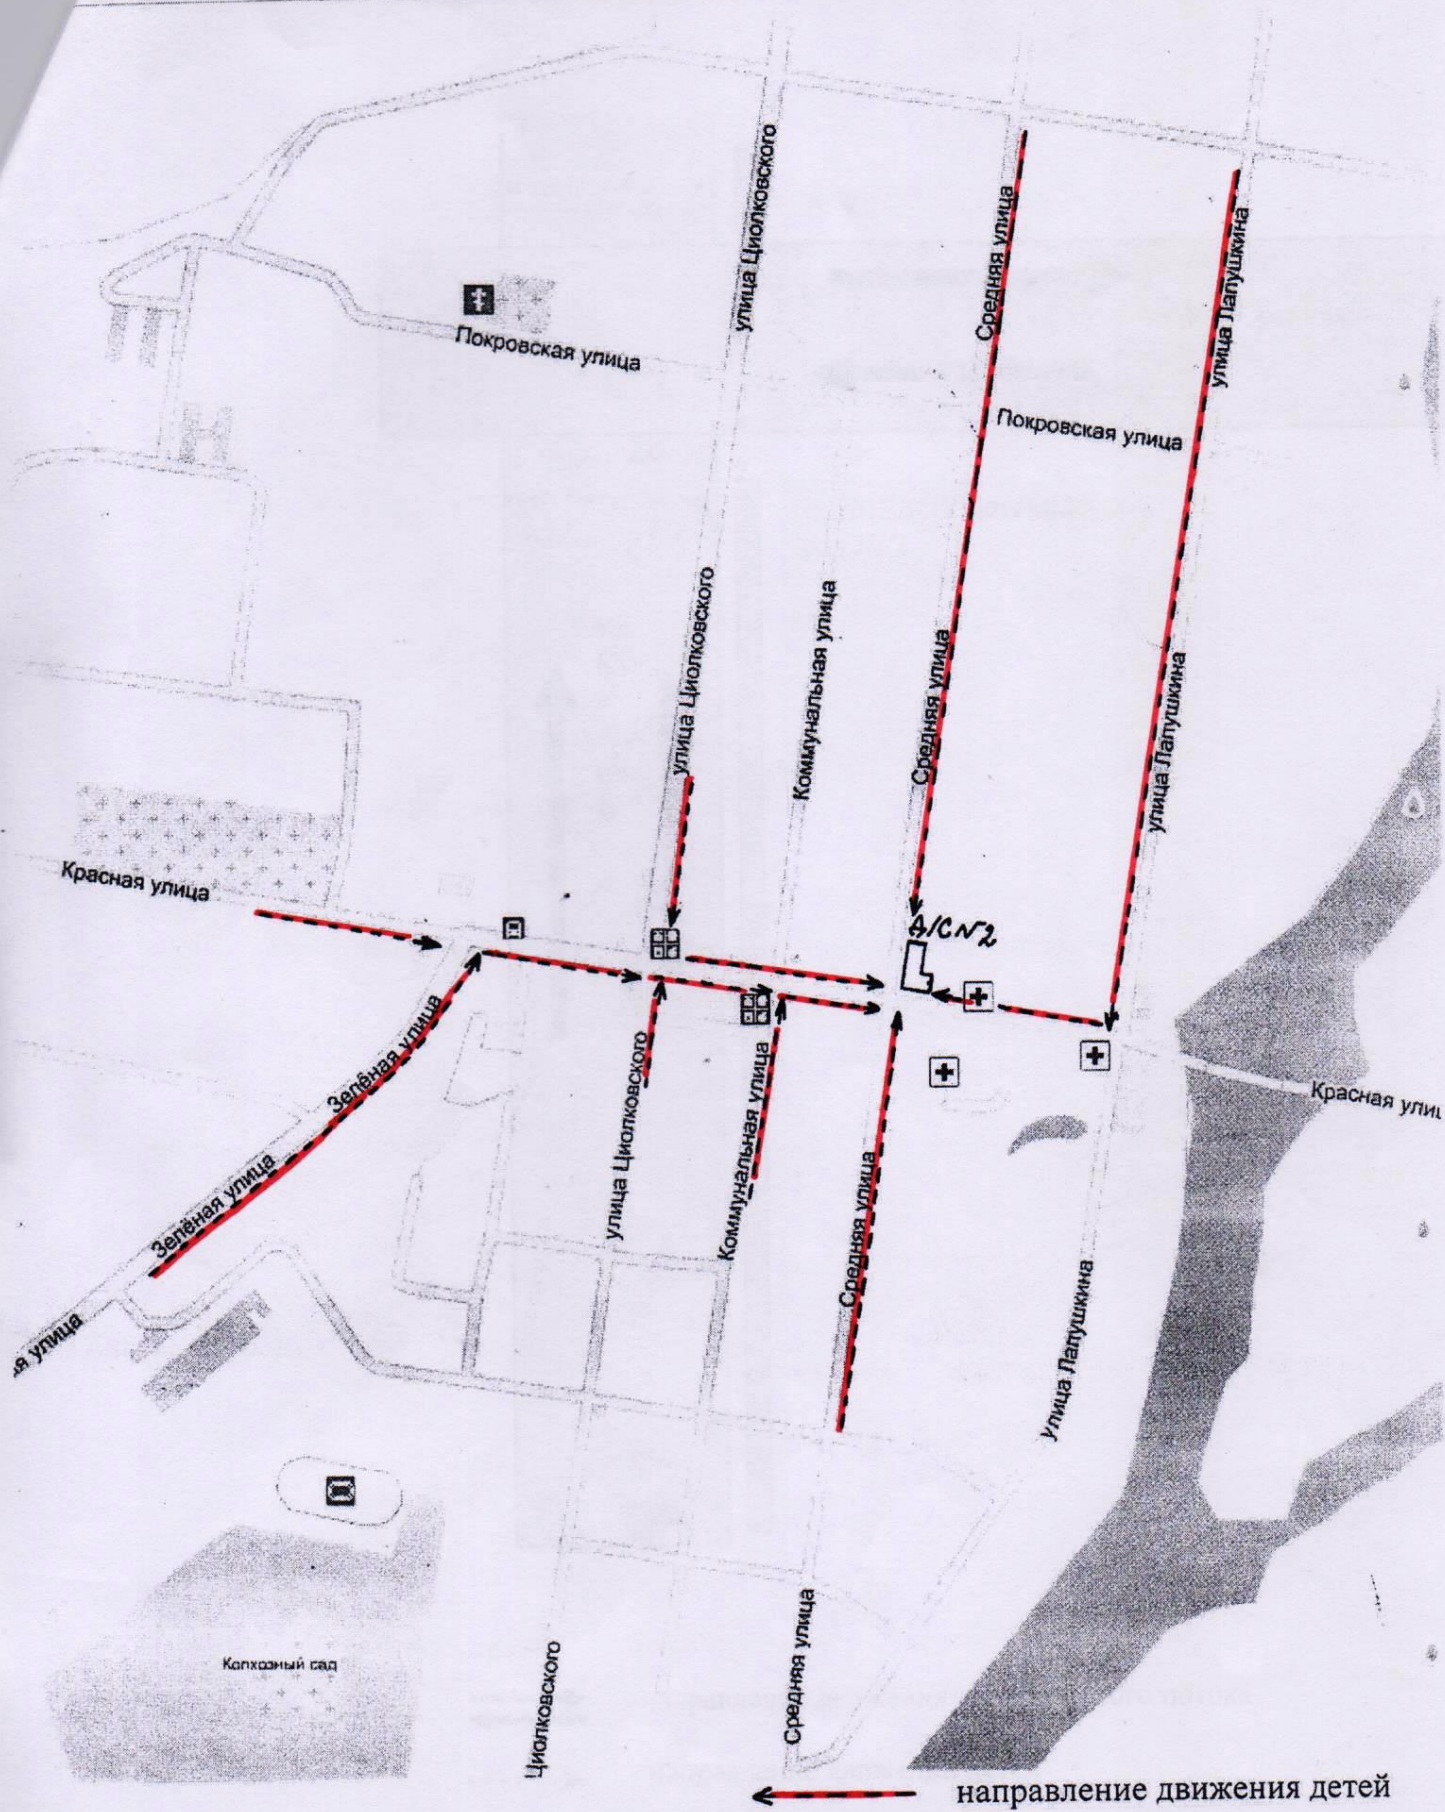 улица Циолковского
Средняя улица
улица Лапушкина
Покровская улица
Покровская улица
улица Циолковского
Коммунальная улица
Средняя улица
улица Лапушкина
Красная улица
Д/С №2
Зелёная улица
улица Циолковского
Коммунальная улица
Красная улиц
Зелёная улица
Средняя улица
ая улица
улица Лапушкина
Колхозный сад
Циолковского
Средняя улица
направление движения детей